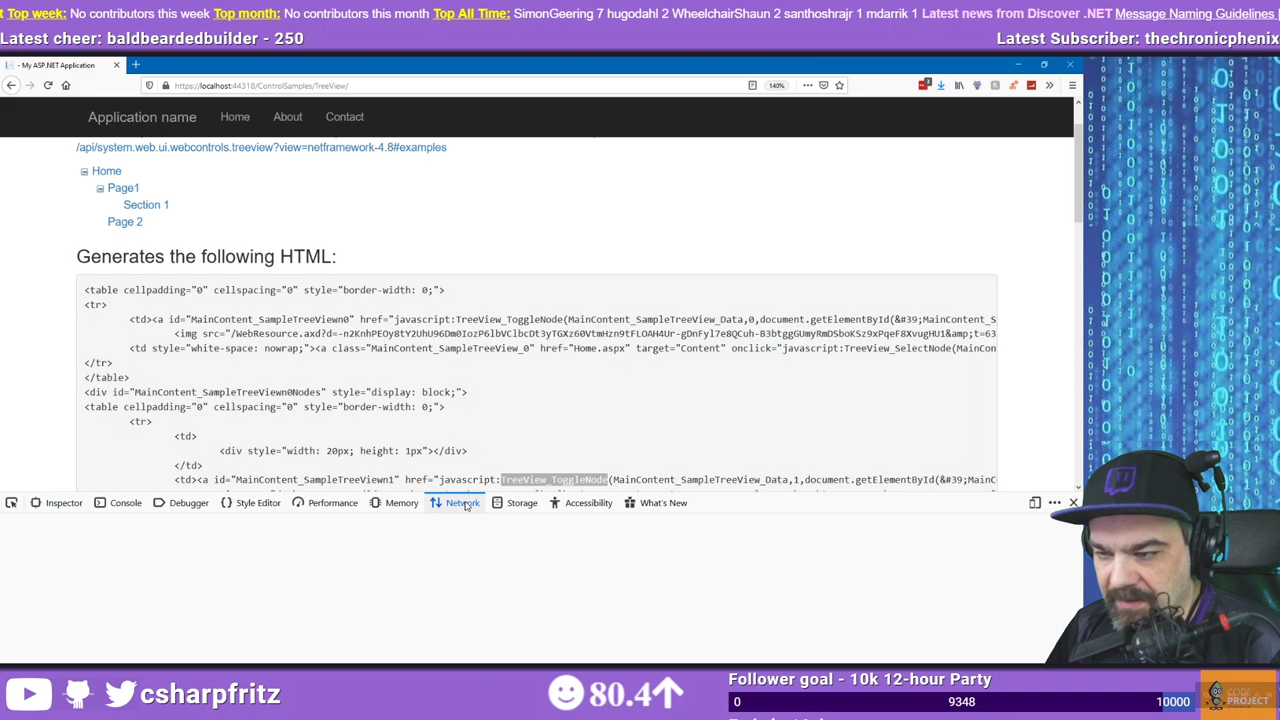 t Top week: No contributors this week Top month: No contributors this month Top All Time: SimonGeering 7 hugodahl 2 WheelchairShaun 2 santhoshrajr 1 mdarrik 1 Latest news from Discover .NET Message Naming Guidelines |
Latest cheer: baldbeardedbuilder - 250
Latest Subscriber: thechronicphenix
- My ASP.NET Application
https://localhost:44318/ControlSamples/TreeView/
140%
Application name Home About Contact
/api/system.web.ui.webcontrols.treeview?view=netframework-4.8#examples
Home
Page1
Section 1
Page 2
Generates the following HTML:
<table cellpadding="0" cellspacing="0" style="border-width: 0;">
<tr>
<td><a id="MainContent_SampleTreeViewn0" href="javascript:TreeView_ToggleNode(MainContent_SampleTreeView_Data,0,document.getElementById(&#39;MainContent_S
<td style="white-space: nowrap;"><a class="MainContent_SampleTreeView_0" href="Home.aspx" target="Content" onclick="javascript:TreeView_SelectNode(MainCont
</tr>
</table>
<div id="MainContent_SampleTreeViewn0Nodes" style="display: block;">
<table cellpadding="0" cellspacing="0" style="border-width: 0;">
<tr>
<td>
<div style="width: 20px; height: 1px"></div>
</td>
<td><a id="MainContent_SampleTreeViewn1" href="javascript:TreeView_ToggleNode(MainContent_SampleTreeView_Data,1,document.getElementById(&#39;MainC
Inspector Console Debugger Style Editor Performance Memory Network Storage Accessibility What's New
csharpfritz
80.4
Follower goal - 10k 12-hour Party
0 9348 10000
CODE PROJECT